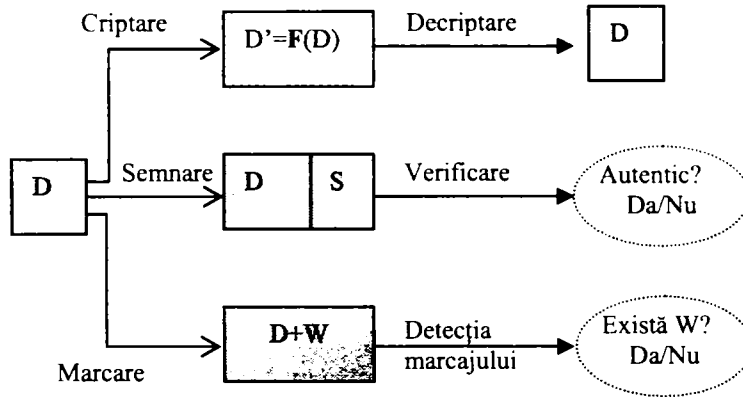 Criptare
D'=F(D)
Decriptare
D
D
Semnare
D
S
Verificare
Autentic?
Da/Nu
Marcare
D+W
Detecția
marcajului
Există W?
Da/Nu